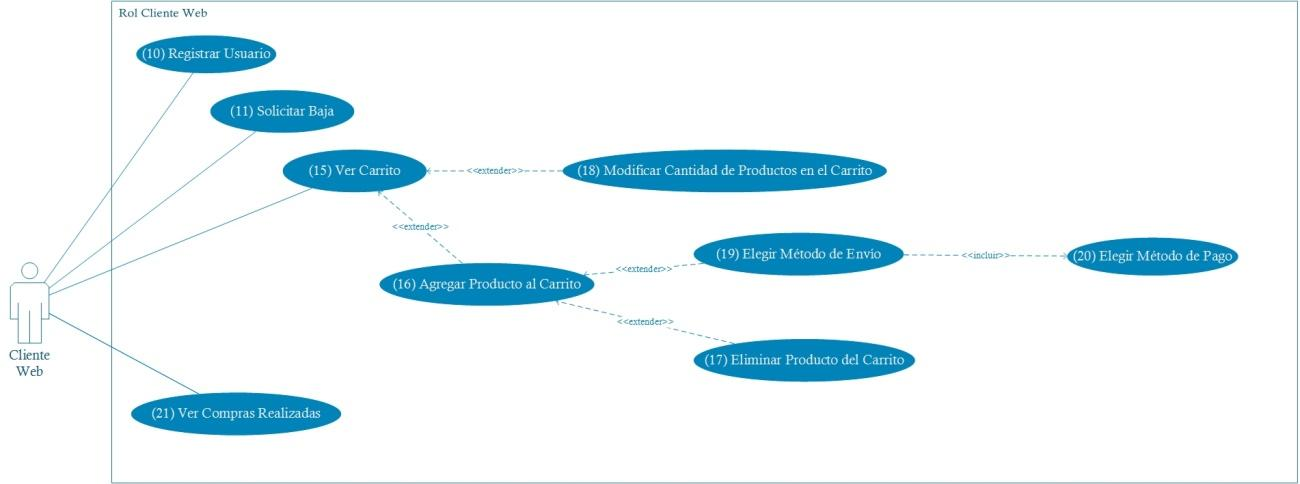 Rol Cliente Web
(10) Registrar Usuario
(11) Solicitar Baja
(15) Ver Carrito
<<extender>>
(18) Modificar Cantidad de Productos en el Carrito
<<extender>>
(19) Elegir Método de Envío
<<incluir>>
(20) Elegir Método de Pago
<<extender>>
(16) Agregar Producto al Carrito
<<extender>>
(17) Eliminar Producto del Carrito
Cliente
Web
(21) Ver Compras Realizadas